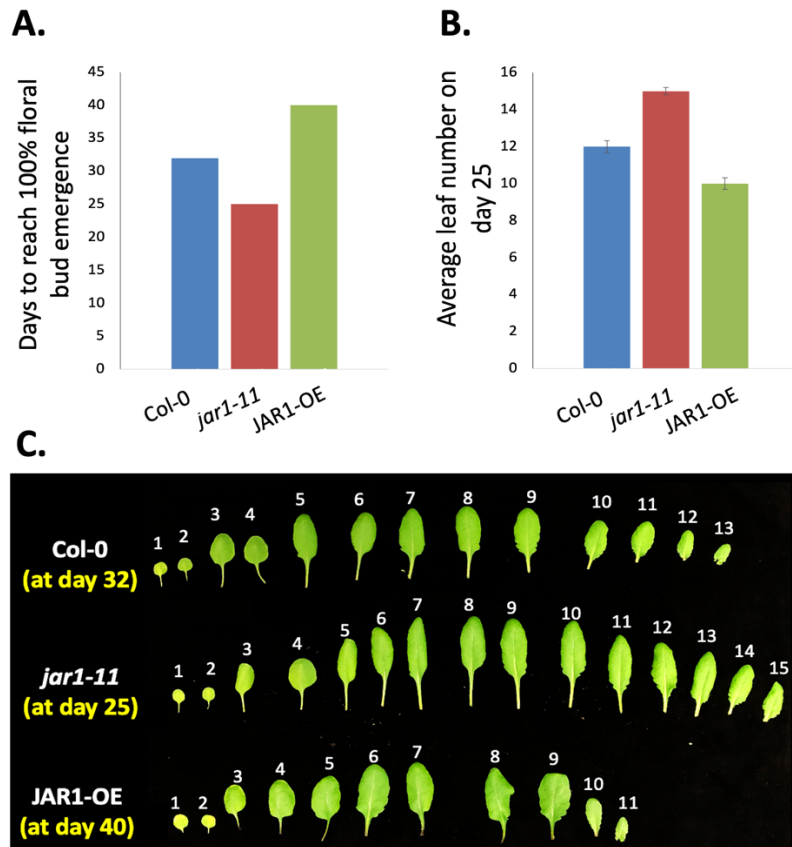 A.
Days to reach 100% floral
bud emergence
45
40
35
30
25
20
15
10
5
0
Col-0
jar1-11
JAR1-OE
B.
Average leaf number on
day 25
16
14
12
10
8
6
4
2
0
Col-0
jar1-11
JAR1-OE
C.
Col-0
(at day 32)
1 2 3 4 5 6 7 8 9 10 11 12 13
jar1-11
(at day 25)
1 2 3 4 5 6 7 8 9 10 11 12 13 14 15
JAR1-OE
(at day 40)
1 2 3 4 5 6 7 8 9 10 11